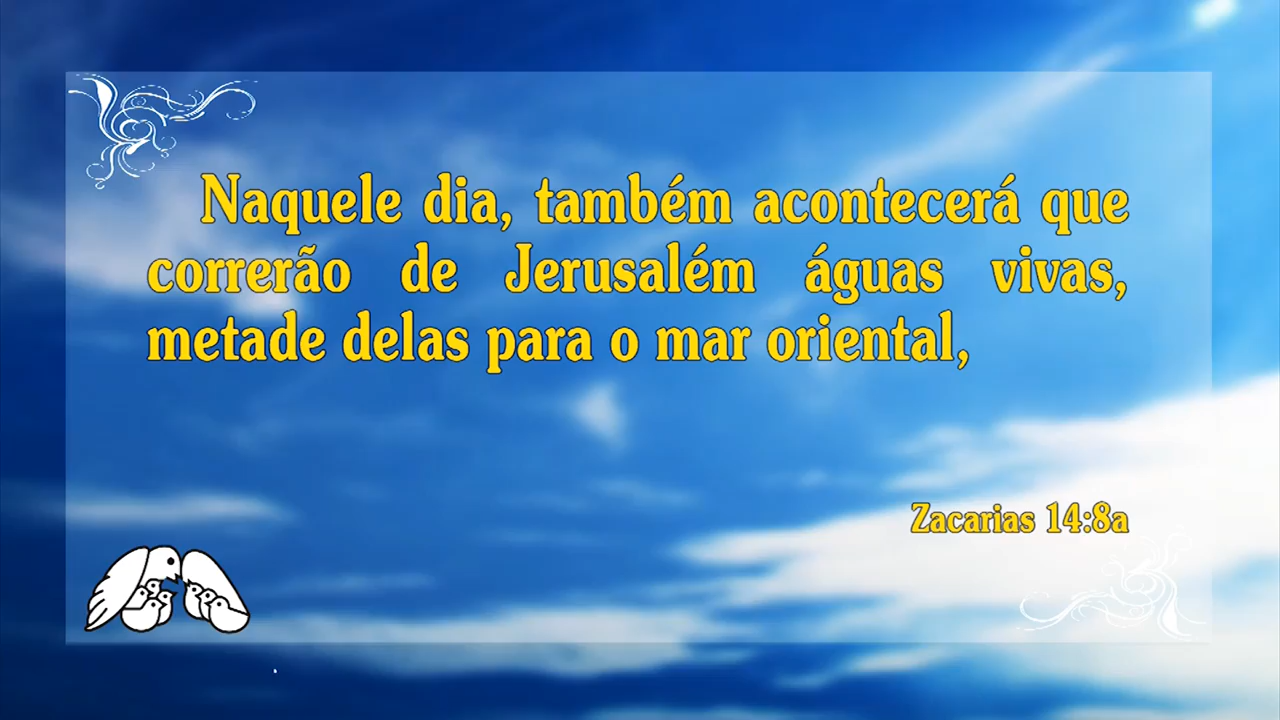 Naquele dia, também acontecerá que
correrão de Jerusalém águas vivas,
metade delas para o mar oriental,
Zacarias 14:8a